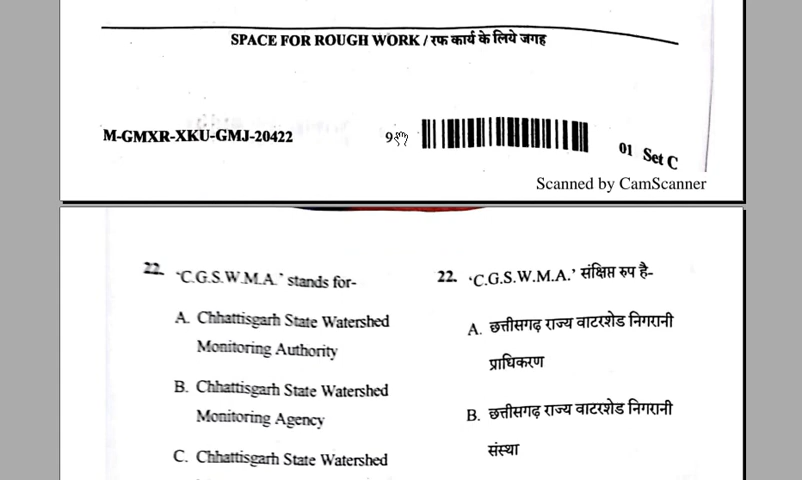 SPACE FOR ROUGH WORK / रफ कार्य के लिये जगह
M-GMXR-XKU-GMJ-20422
01 Set C
Scanned by CamScanner
22. 'C.G.S.W.M.A.' stands for-
A. Chhattisgarh State Watershed
Monitoring Authority
B. Chhattisgarh State Watershed
Monitoring Agency
C. Chhattisgarh State Watershed
22. 'C.G.S.W.M.A.' संक्षिप्त रुप है-
A. छत्तीसगढ़ राज्य वाटरशेड निगरानी
प्राधिकरण
B. छत्तीसगढ़ राज्य वाटरशेड निगरानी
संस्था